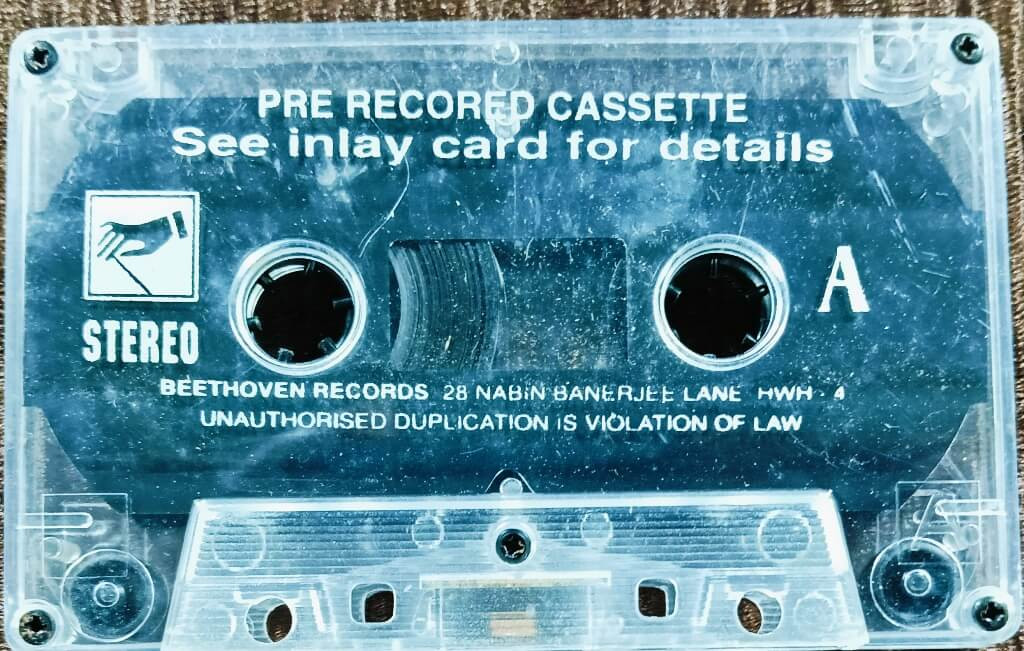 PRE RECORED CASSETTE
See inlay card for details
STEREO
A
BEETHOVEN RECORDS 28 NABIN BANERJEE LANE HWH - 4
UNAUTHORISED DUPLICATION IS VIOLATION OF LAW